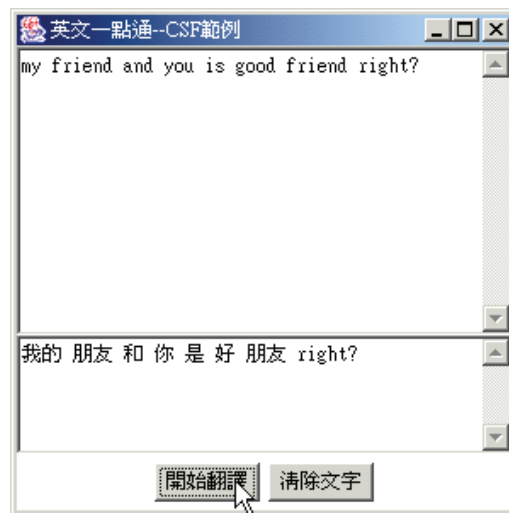 英文一點通--CSF範例
my friend and you is good friend right?
我的 朋友 和 你 是 好 朋友 right?
開始翻譯 清除文字